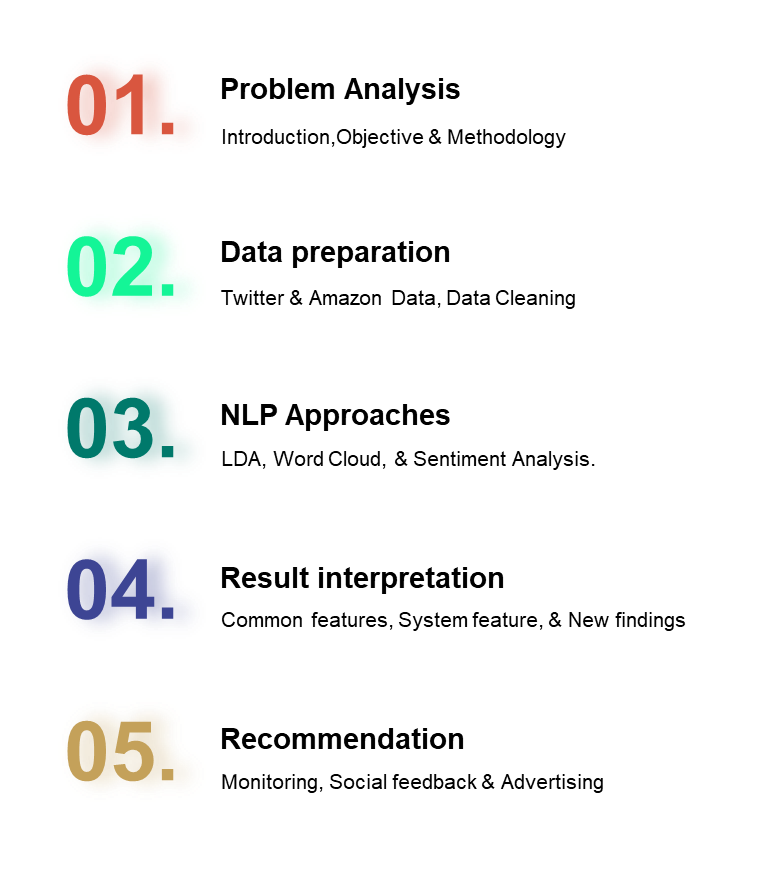 01.
Problem Analysis
Introduction,Objective & Methodology
02.
Data preparation
Twitter & Amazon Data, Data Cleaning
03.
NLP Approaches
LDA, Word Cloud, & Sentiment Analysis.
04.
Result interpretation
Common features, System feature, & New findings
05.
Recommendation
Monitoring, Social feedback & Advertising